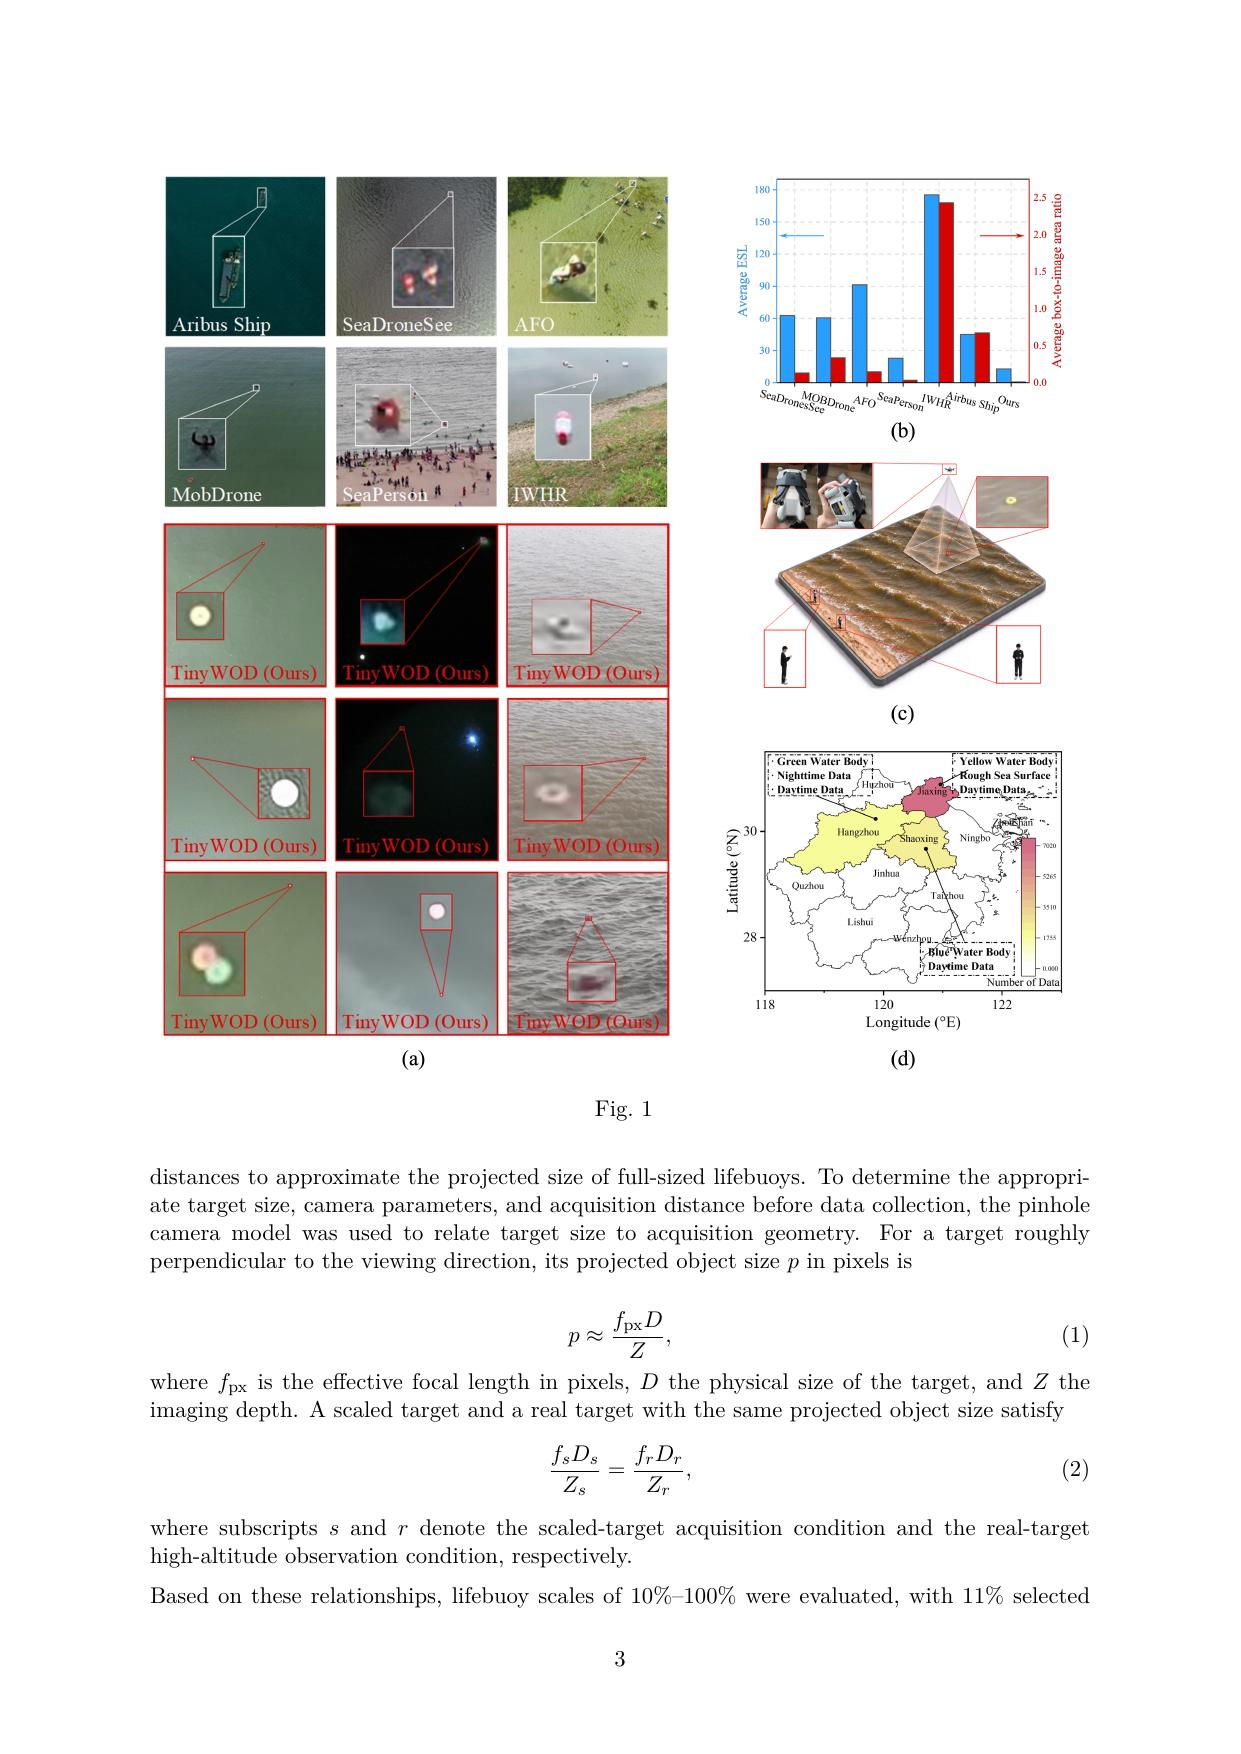 Aribus Ship
SeaDroneSee
AFO
MobDrone
SeaPerson
IWHR
TinyWOD (Ours)
TinyWOD (Ours)
TinyWOD (Ours)
TinyWOD (Ours)
TinyWOD (Ours)
TinyWOD (Ours)
TinyWOD (Ours)
TinyWOD (Ours)
TinyWOD (Ours)
(a)
Average ESL
180
150
120
90
60
30
0
2.5
2.0
1.5
1.0
0.5
0.0
Average box-to-image area ratio
SeaDronesSee
MOBDrone
AFO
SeaPerson
IWHR
Airbus Ship
Ours
(b)
(c)
Green Water Body
Nighttime Data
Daytime Data
Yellow Water Body
Rough Sea Surface
Daytime Data
Huzhou
Jiaxing
Hangzhou
Shaoxing
Ningbo
Zhoushan
Jinhua
Quzhou
Taizhou
Lishui
Wenzhou
Blue Water Body
Daytime Data
7020
5265
3510
1755
0.000
Number of Data
Latitude (°N)
30
28
118
120
122
Longitude (°E)
(d)
Fig. 1
distances to approximate the projected size of full-sized lifebuoys. To determine the appropri-
ate target size, camera parameters, and acquisition distance before data collection, the pinhole
camera model was used to relate target size to acquisition geometry. For a target roughly
perpendicular to the viewing direction, its projected object size p in pixels is
p ≈ f_px D / Z, (1)
where f_px is the effective focal length in pixels, D the physical size of the target, and Z the
imaging depth. A scaled target and a real target with the same projected object size satisfy
f_s D_s / Z_s = f_r D_r / Z_r, (2)
where subscripts s and r denote the scaled-target acquisition condition and the real-target
high-altitude observation condition, respectively.
Based on these relationships, lifebuoy scales of 10%–100% were evaluated, with 11% selected
3